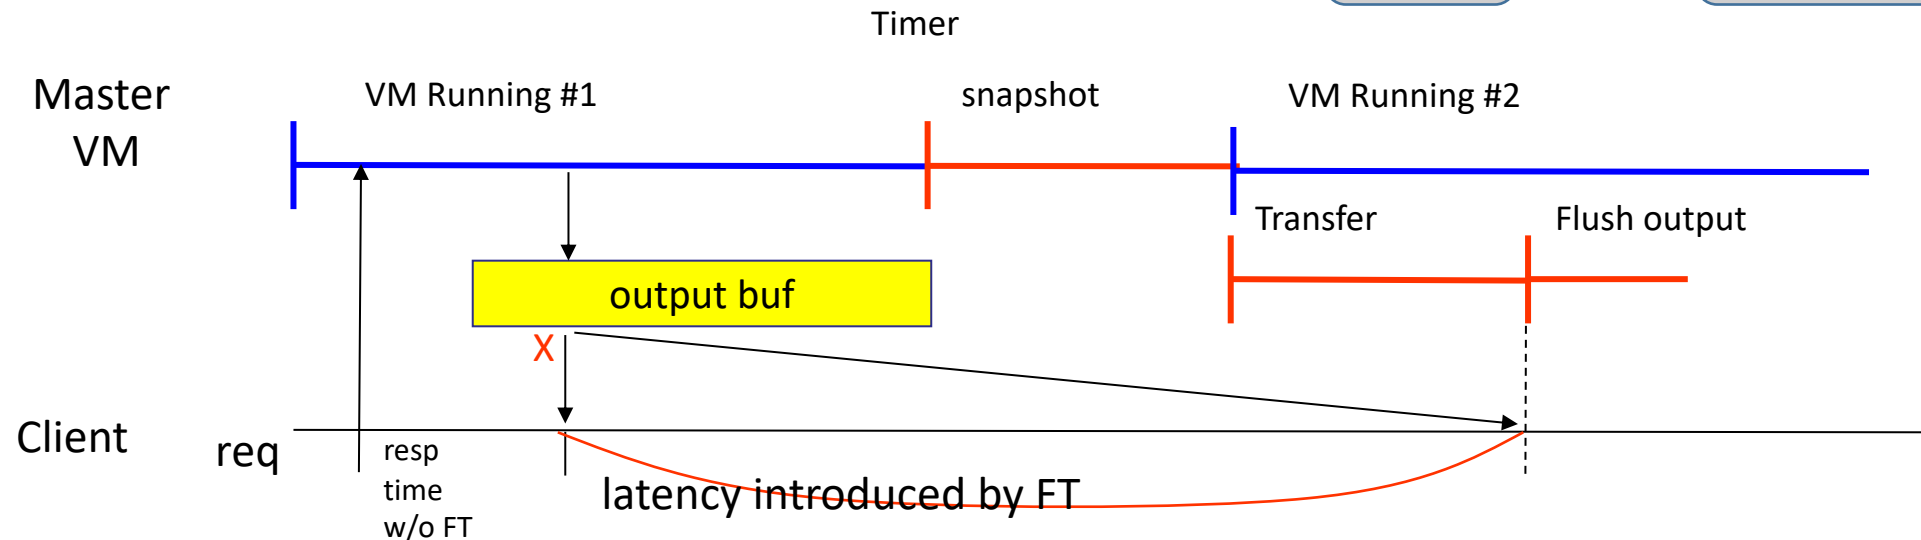 Timer
Master
VM
VM Running #1
snapshot
VM Running #2
Transfer
Flush output
output buf
X
Client
req
resp
time
w/o FT
latency introduced by FT